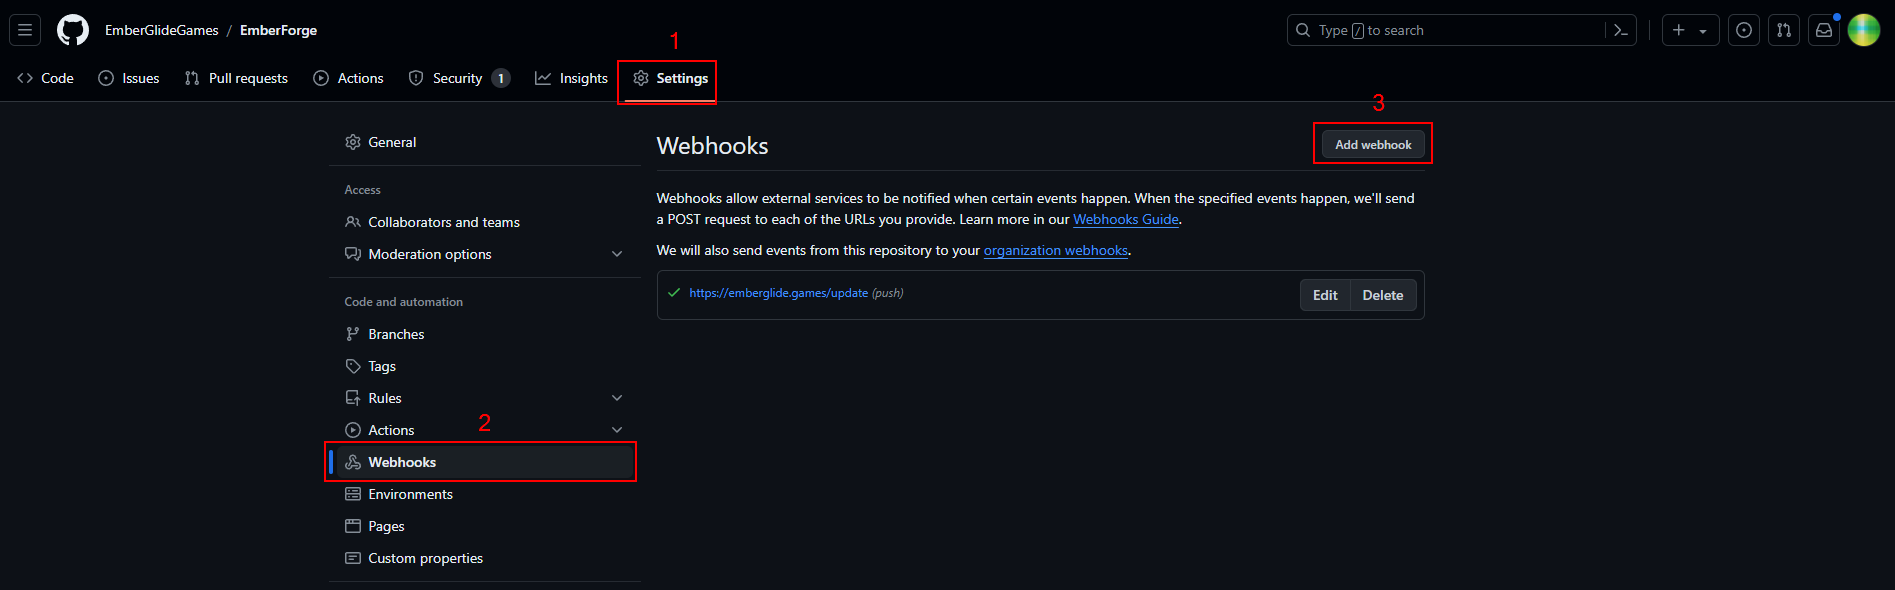 EmberGlideGames / EmberForge
Type / to search
1
Code
Issues
Pull requests
Actions
Security 1
Insights
Settings
3
General
Webhooks
Add webhook
Access
Collaborators and teams
Moderation options
Webhooks allow external services to be notified when certain events happen. When the specified events happen, we'll send
a POST request to each of the URLs you provide. Learn more in our Webhooks Guide.
We will also send events from this repository to your organization webhooks.
https://emberglide.games/update (push)
Edit
Delete
Code and automation
Branches
Tags
Rules
2
Actions
Webhooks
Environments
Pages
Custom properties